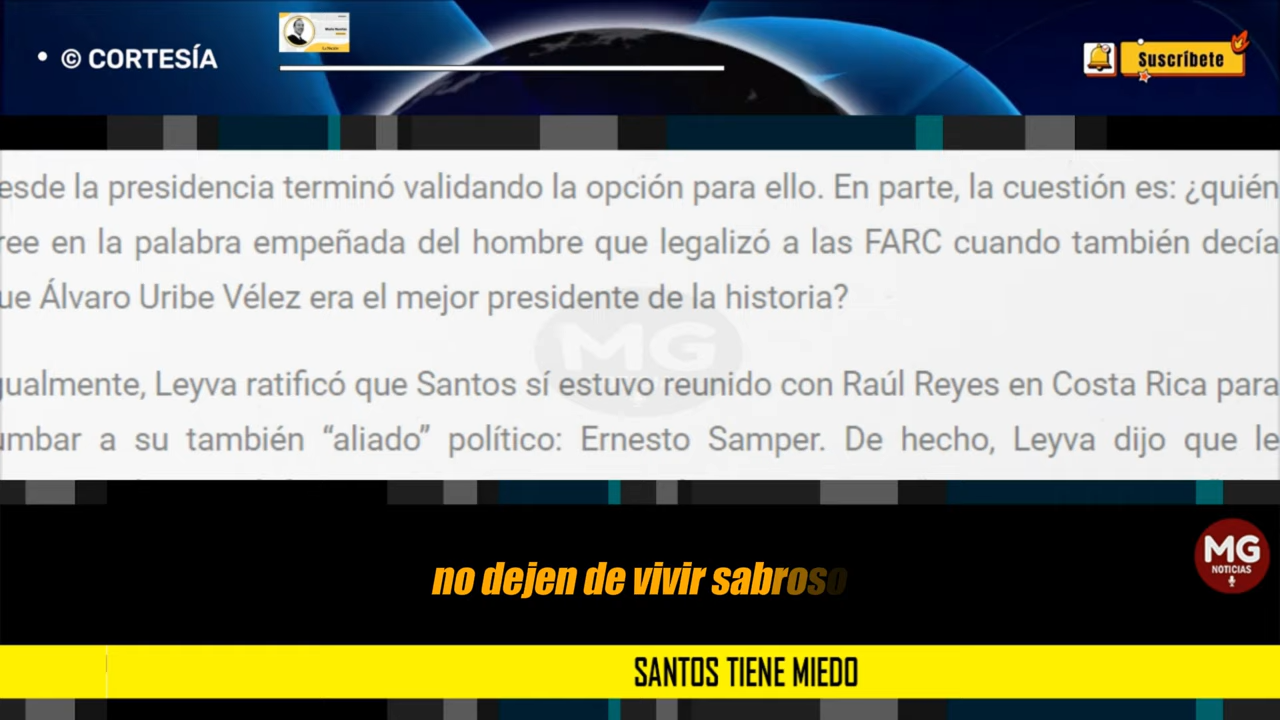 • © CORTESÍA
Suscríbete
esde la presidencia terminó validando la opción para ello. En parte, la cuestión es: ¿quién
ree en la palabra empeñada del hombre que legalizó a las FARC cuando también decía
ue Álvaro Uribe Vélez era el mejor presidente de la historia?
MG
gualmente, Leyva ratificó que Santos sí estuvo reunido con Raúl Reyes en Costa Rica para
umbar a su también “aliado” político: Ernesto Samper. De hecho, Leyva dijo que le
no dejen de vivir sabroso
MG
NOTICIAS
SANTOS TIENE MIEDO